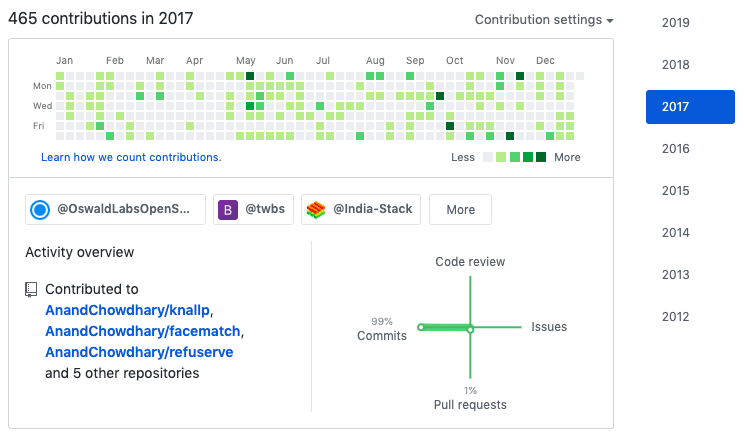 465 contributions in 2017
Contribution settings
Jan Feb Mar Apr May Jun Jul Aug Sep Oct Nov Dec
Mon
Wed
Fri
Learn how we count contributions.
Less More
@OswaldLabsOpenS...
B @twbs
@India-Stack
More
Activity overview
Contributed to
AnandChowdhary/knallp,
AnandChowdhary/facematch,
AnandChowdhary/refuserve
and 5 other repositories
Code review
99%
Commits
Issues
1%
Pull requests
2019
2018
2017
2016
2015
2014
2013
2012